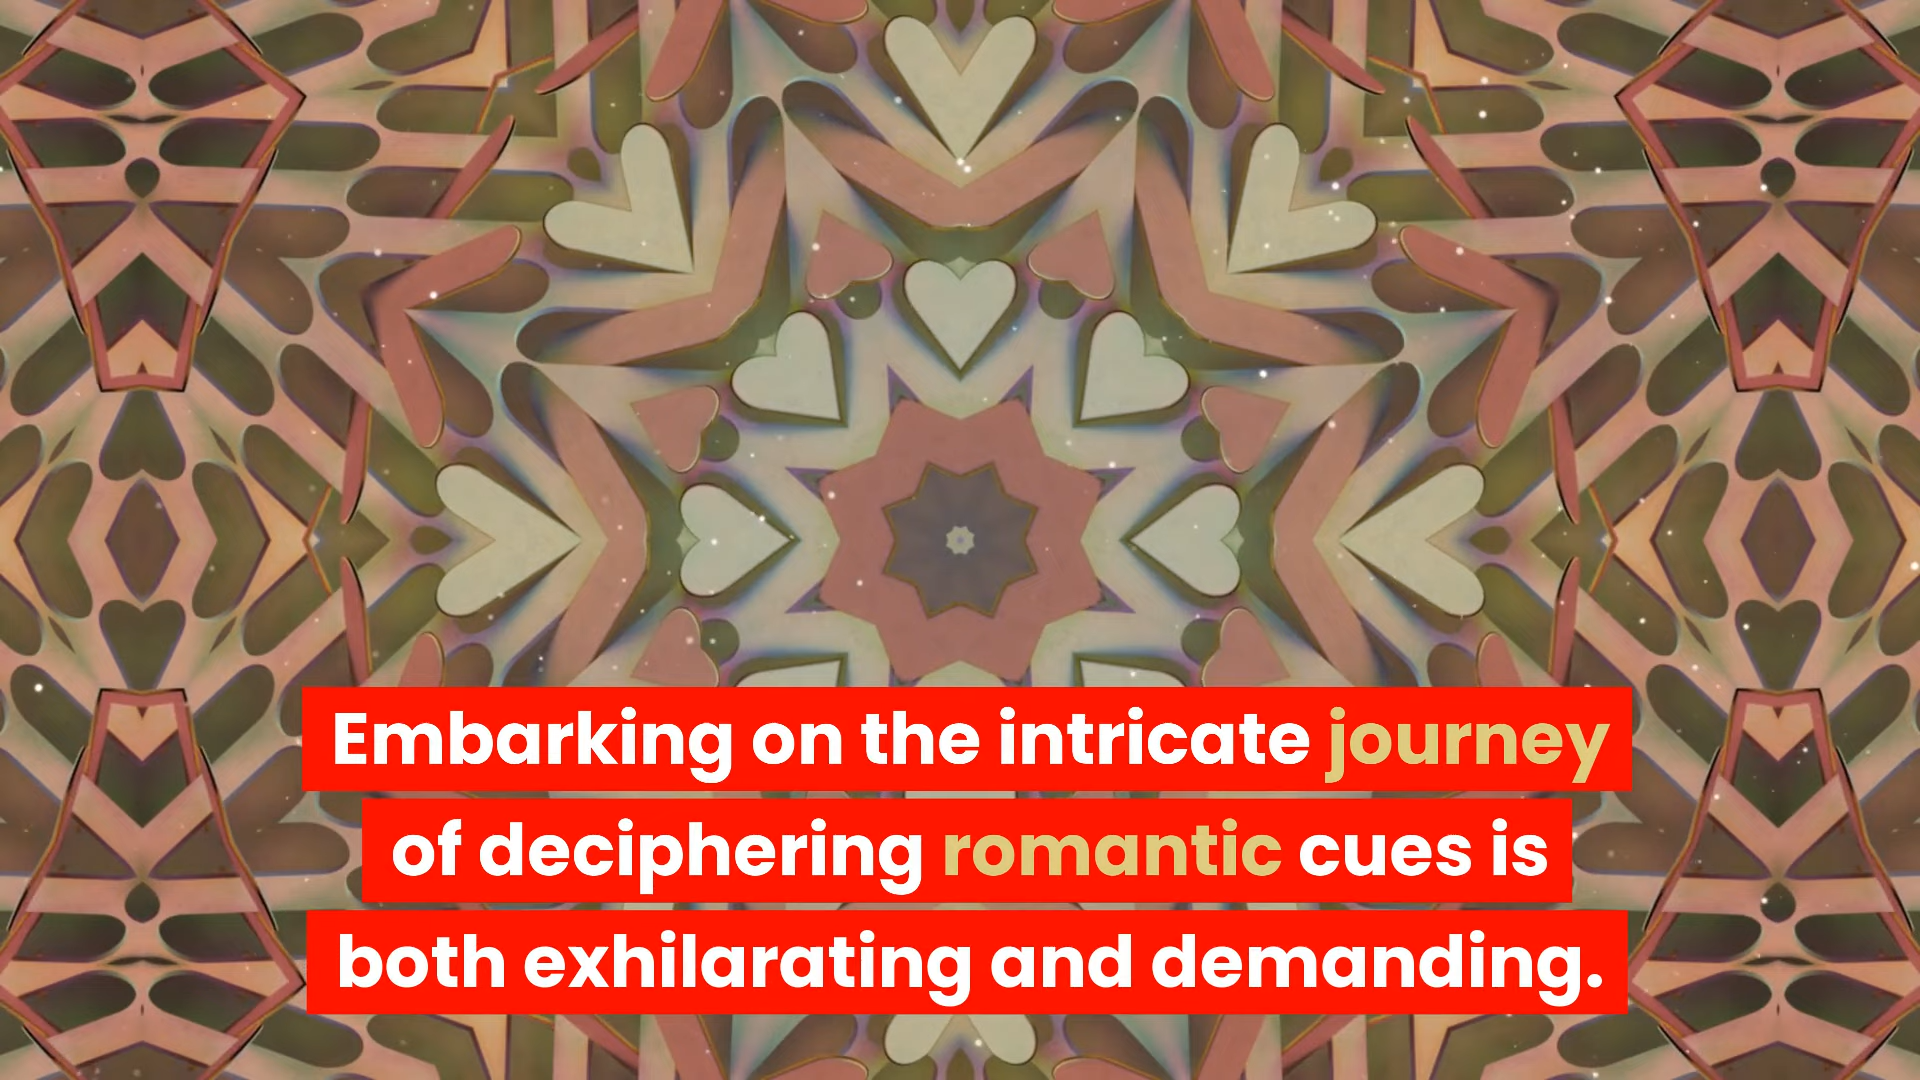 Embarking on the intricate journey
of deciphering romantic cues is
both exhilarating and demanding.